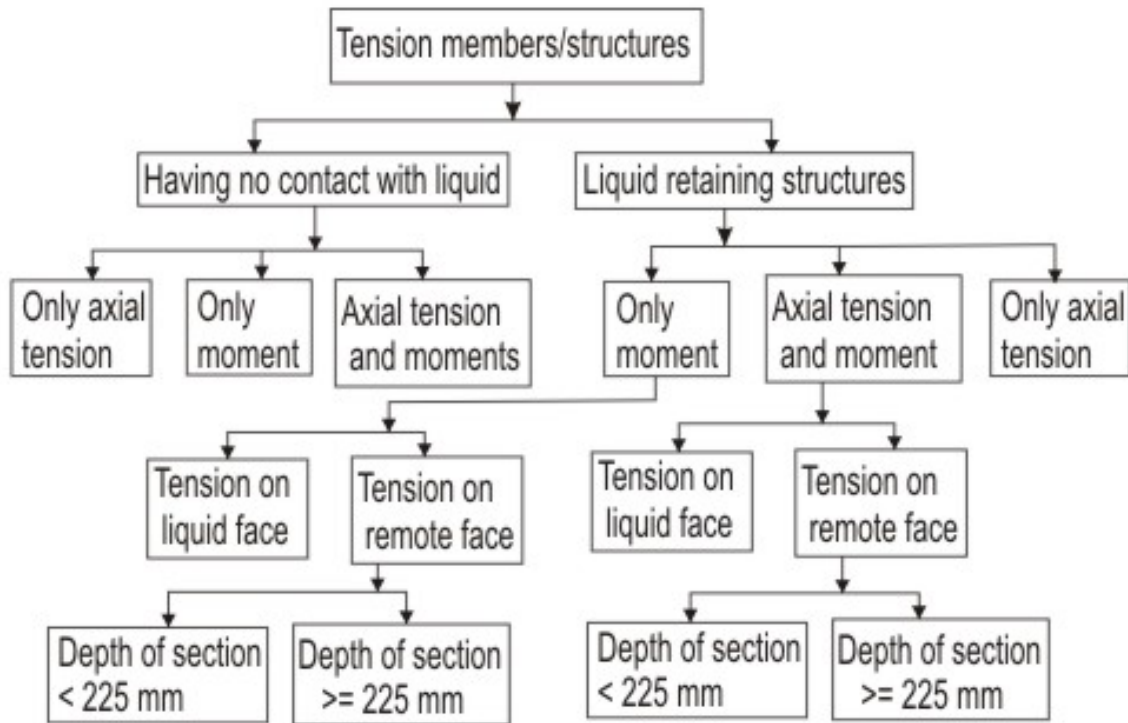 Tension members/structures
Having no contact with liquid
Liquid retaining structures
Only axial
tension
Only
moment
Axial tension
and moments
Only
moment
Axial tension
and moment
Only axial
tension
Tension on
liquid face
Tension on
remote face
Tension on
liquid face
Tension on
remote face
Depth of section
< 225 mm
Depth of section
>= 225 mm
Depth of section
< 225 mm
Depth of section
>= 225 mm